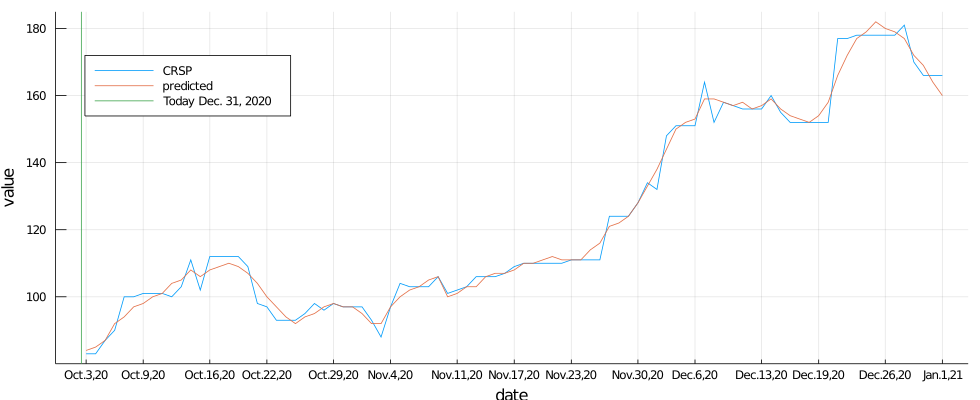 180
160
140
120
100
value
CRSP
predicted
Today Dec. 31, 2020
Oct.3,20 Oct.9,20 Oct.16,20 Oct.22,20 Oct.29,20 Nov.4,20 Nov.11,20 Nov.17,20 Nov.23,20 Nov.30,20 Dec.6,20 Dec.13,20 Dec.19,20 Dec.26,20 Jan.1,21
date